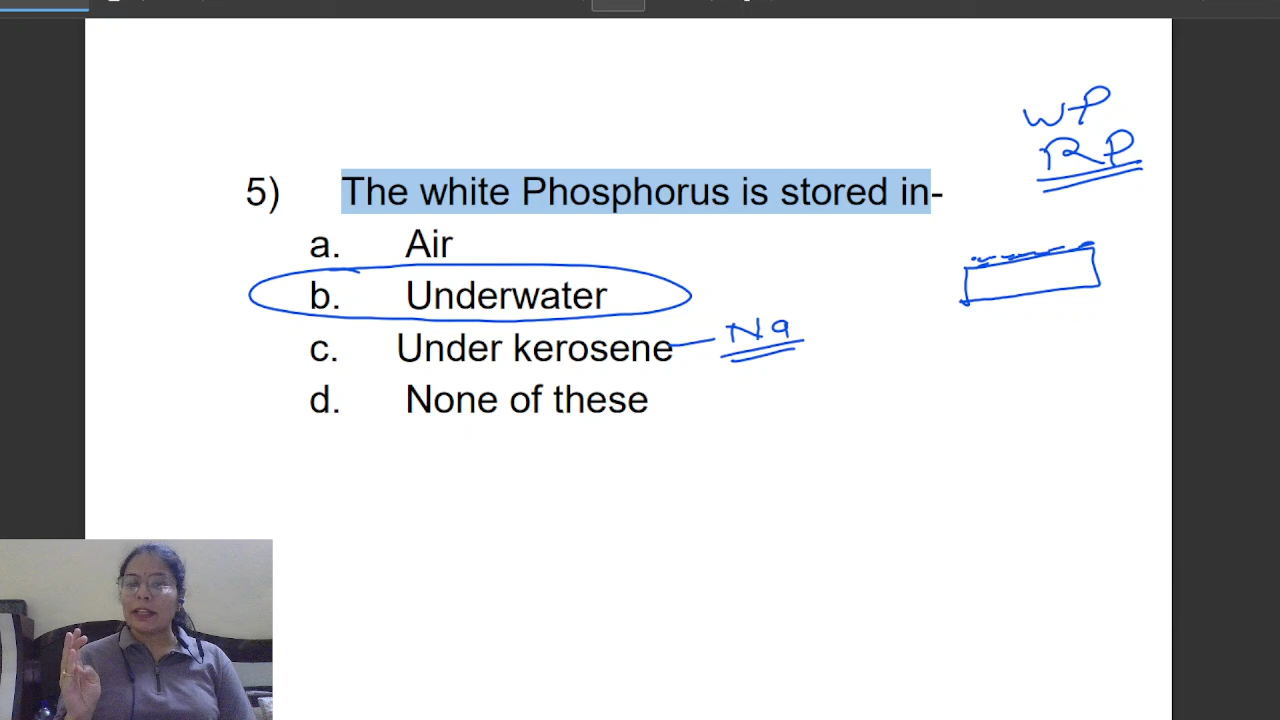 WP
RP
5) The white Phosphorus is stored in-
a. Air
b. Underwater
c. Under kerosene Na
d. None of these